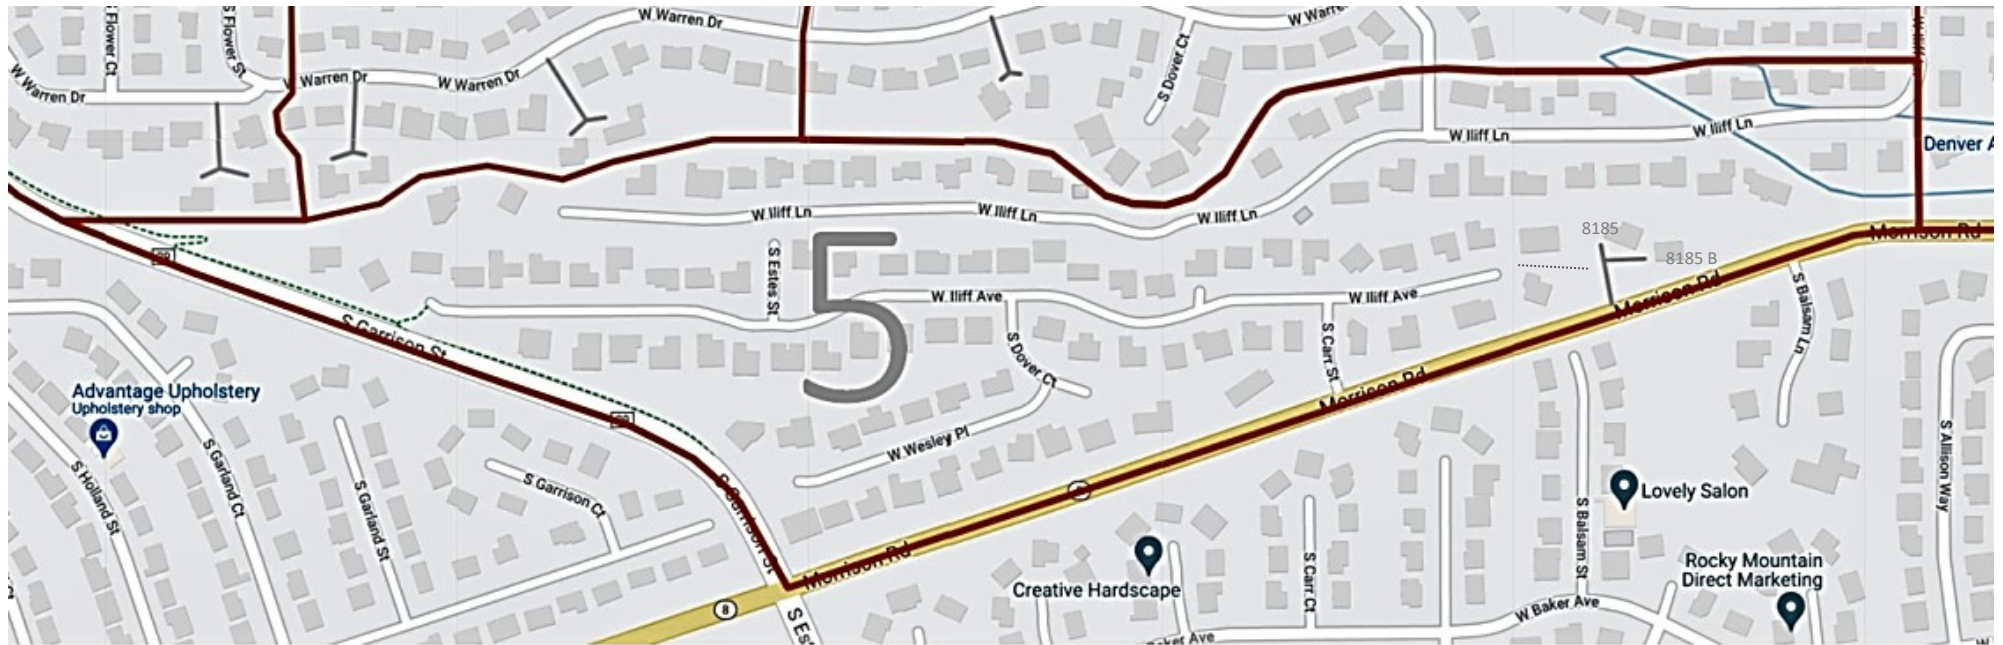 W Warren Dr
S Flower Ct
S Flower St
W Warren Dr
W Warren Dr
W Warren Dr
S Dover Ct
W Iliff Ln
W Iliff Ln
Denver A
W Iliff Ln
W Iliff Ln
W Iliff Ln
8185
8185 B
Morrison Rd
Morrison Rd
S Estes St
5
W Iliff Ave
W Iliff Ave
S Balsam Ln
S Garrison St
S Dover Ct
S Carr St
Morrison Rd
Advantage Upholstery
Upholstery shop
W Wesley Pl
S Holland St
S Garland Ct
S Garland St
S Garrison Ct
S Garrison St
Morrison Rd
8
S Allison Way
Lovely Salon
S Balsam St
Creative Hardscape
S Carr Ct
Rocky Mountain
Direct Marketing
W Baker Ave
S Es
ker Ave